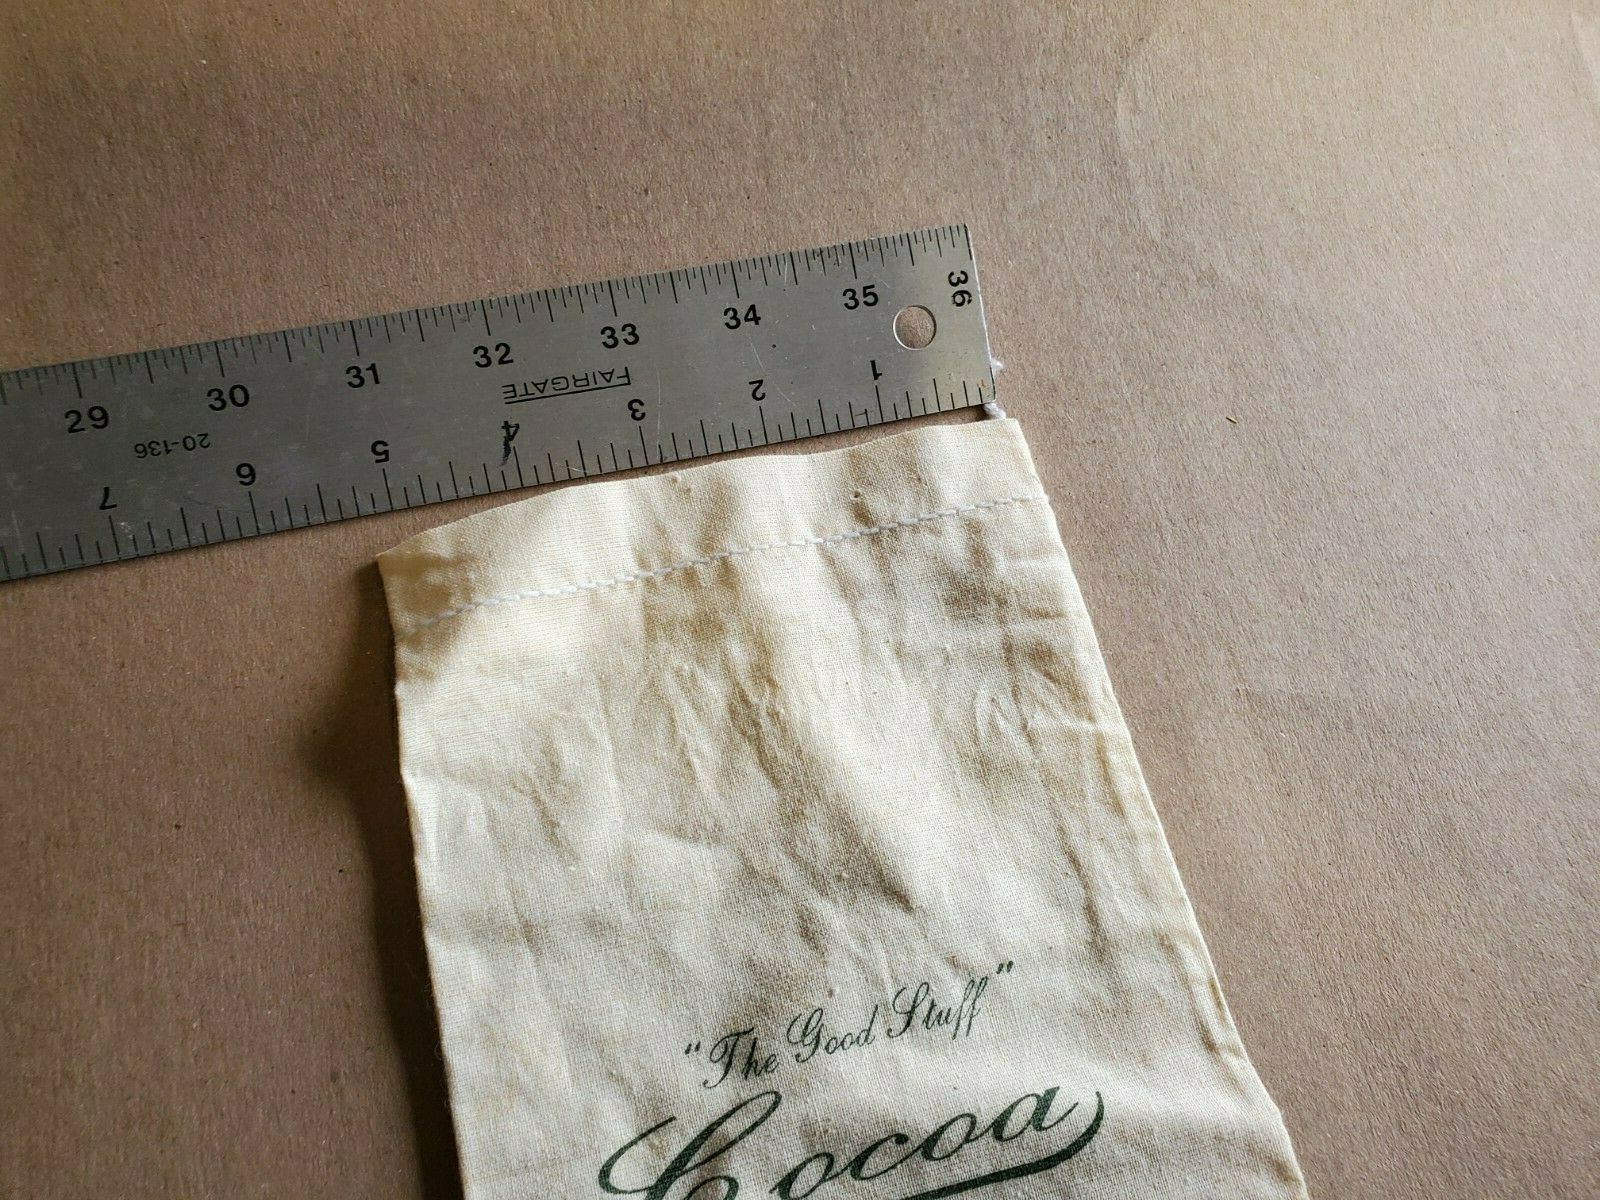 29 30 31 32 33 34 35 36
FAIRGATE
20-136
7 6 5 4 3 2 1
“The Good Stuff”
Cocoa